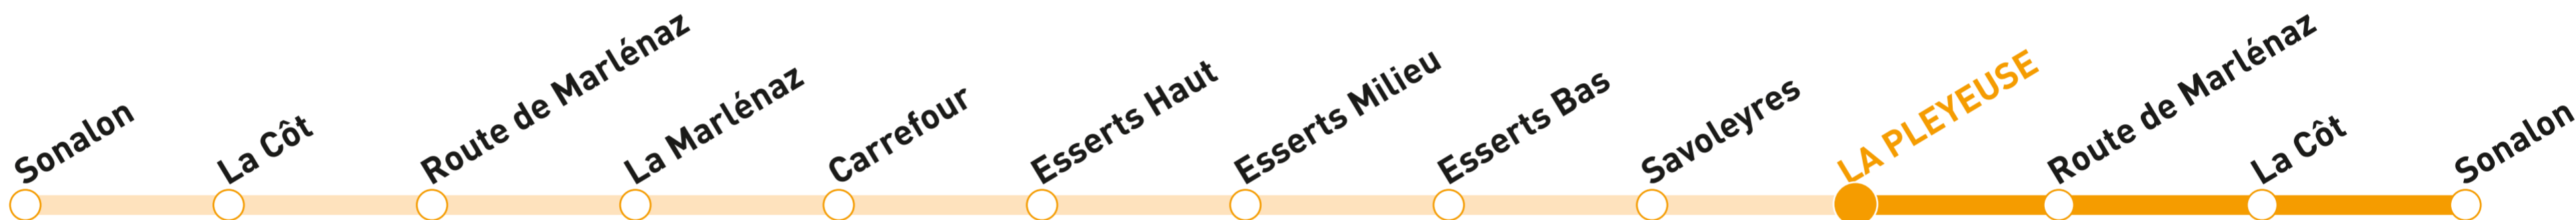 Sonalon
La Côt
Route de Marlénaz
La Marlénaz
Carrefour
Esserts Haut
Esserts Milieu
Esserts Bas
Savoleyres
LA PLEYEUSE
Route de Marlénaz
La Côt
Sonalon